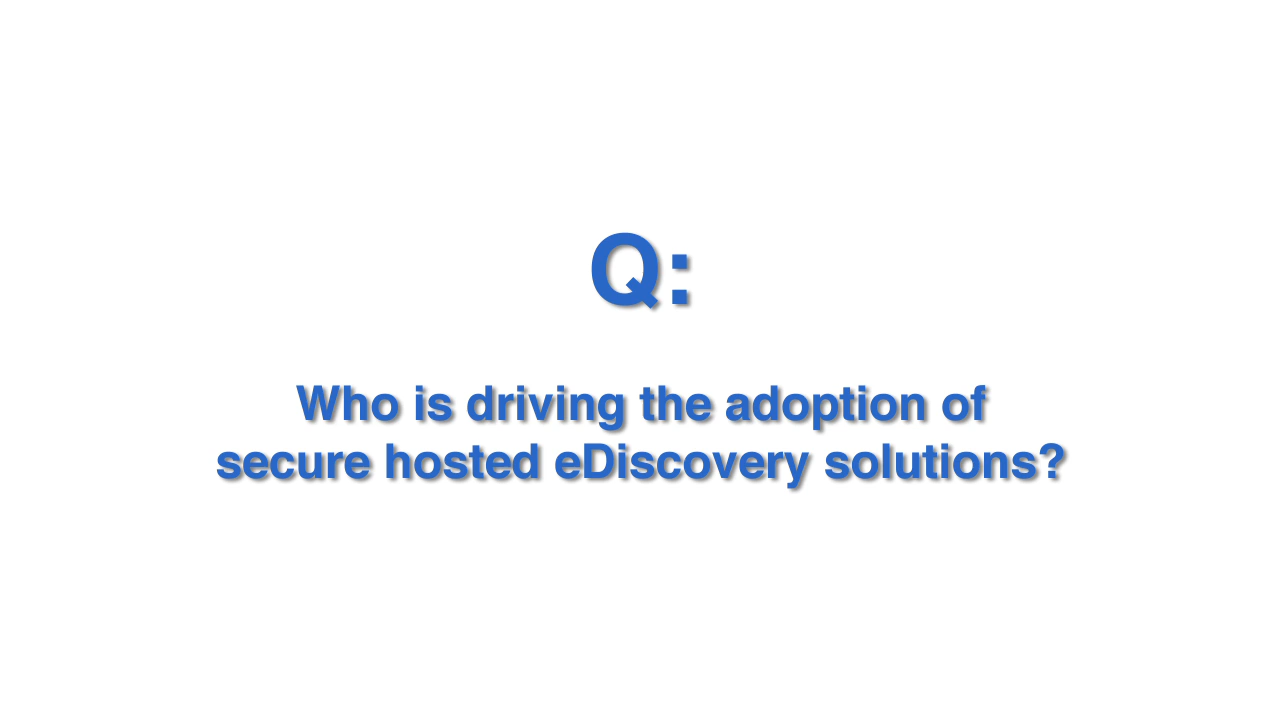 Q:
Who is driving the adoption of
secure hosted eDiscovery solutions?